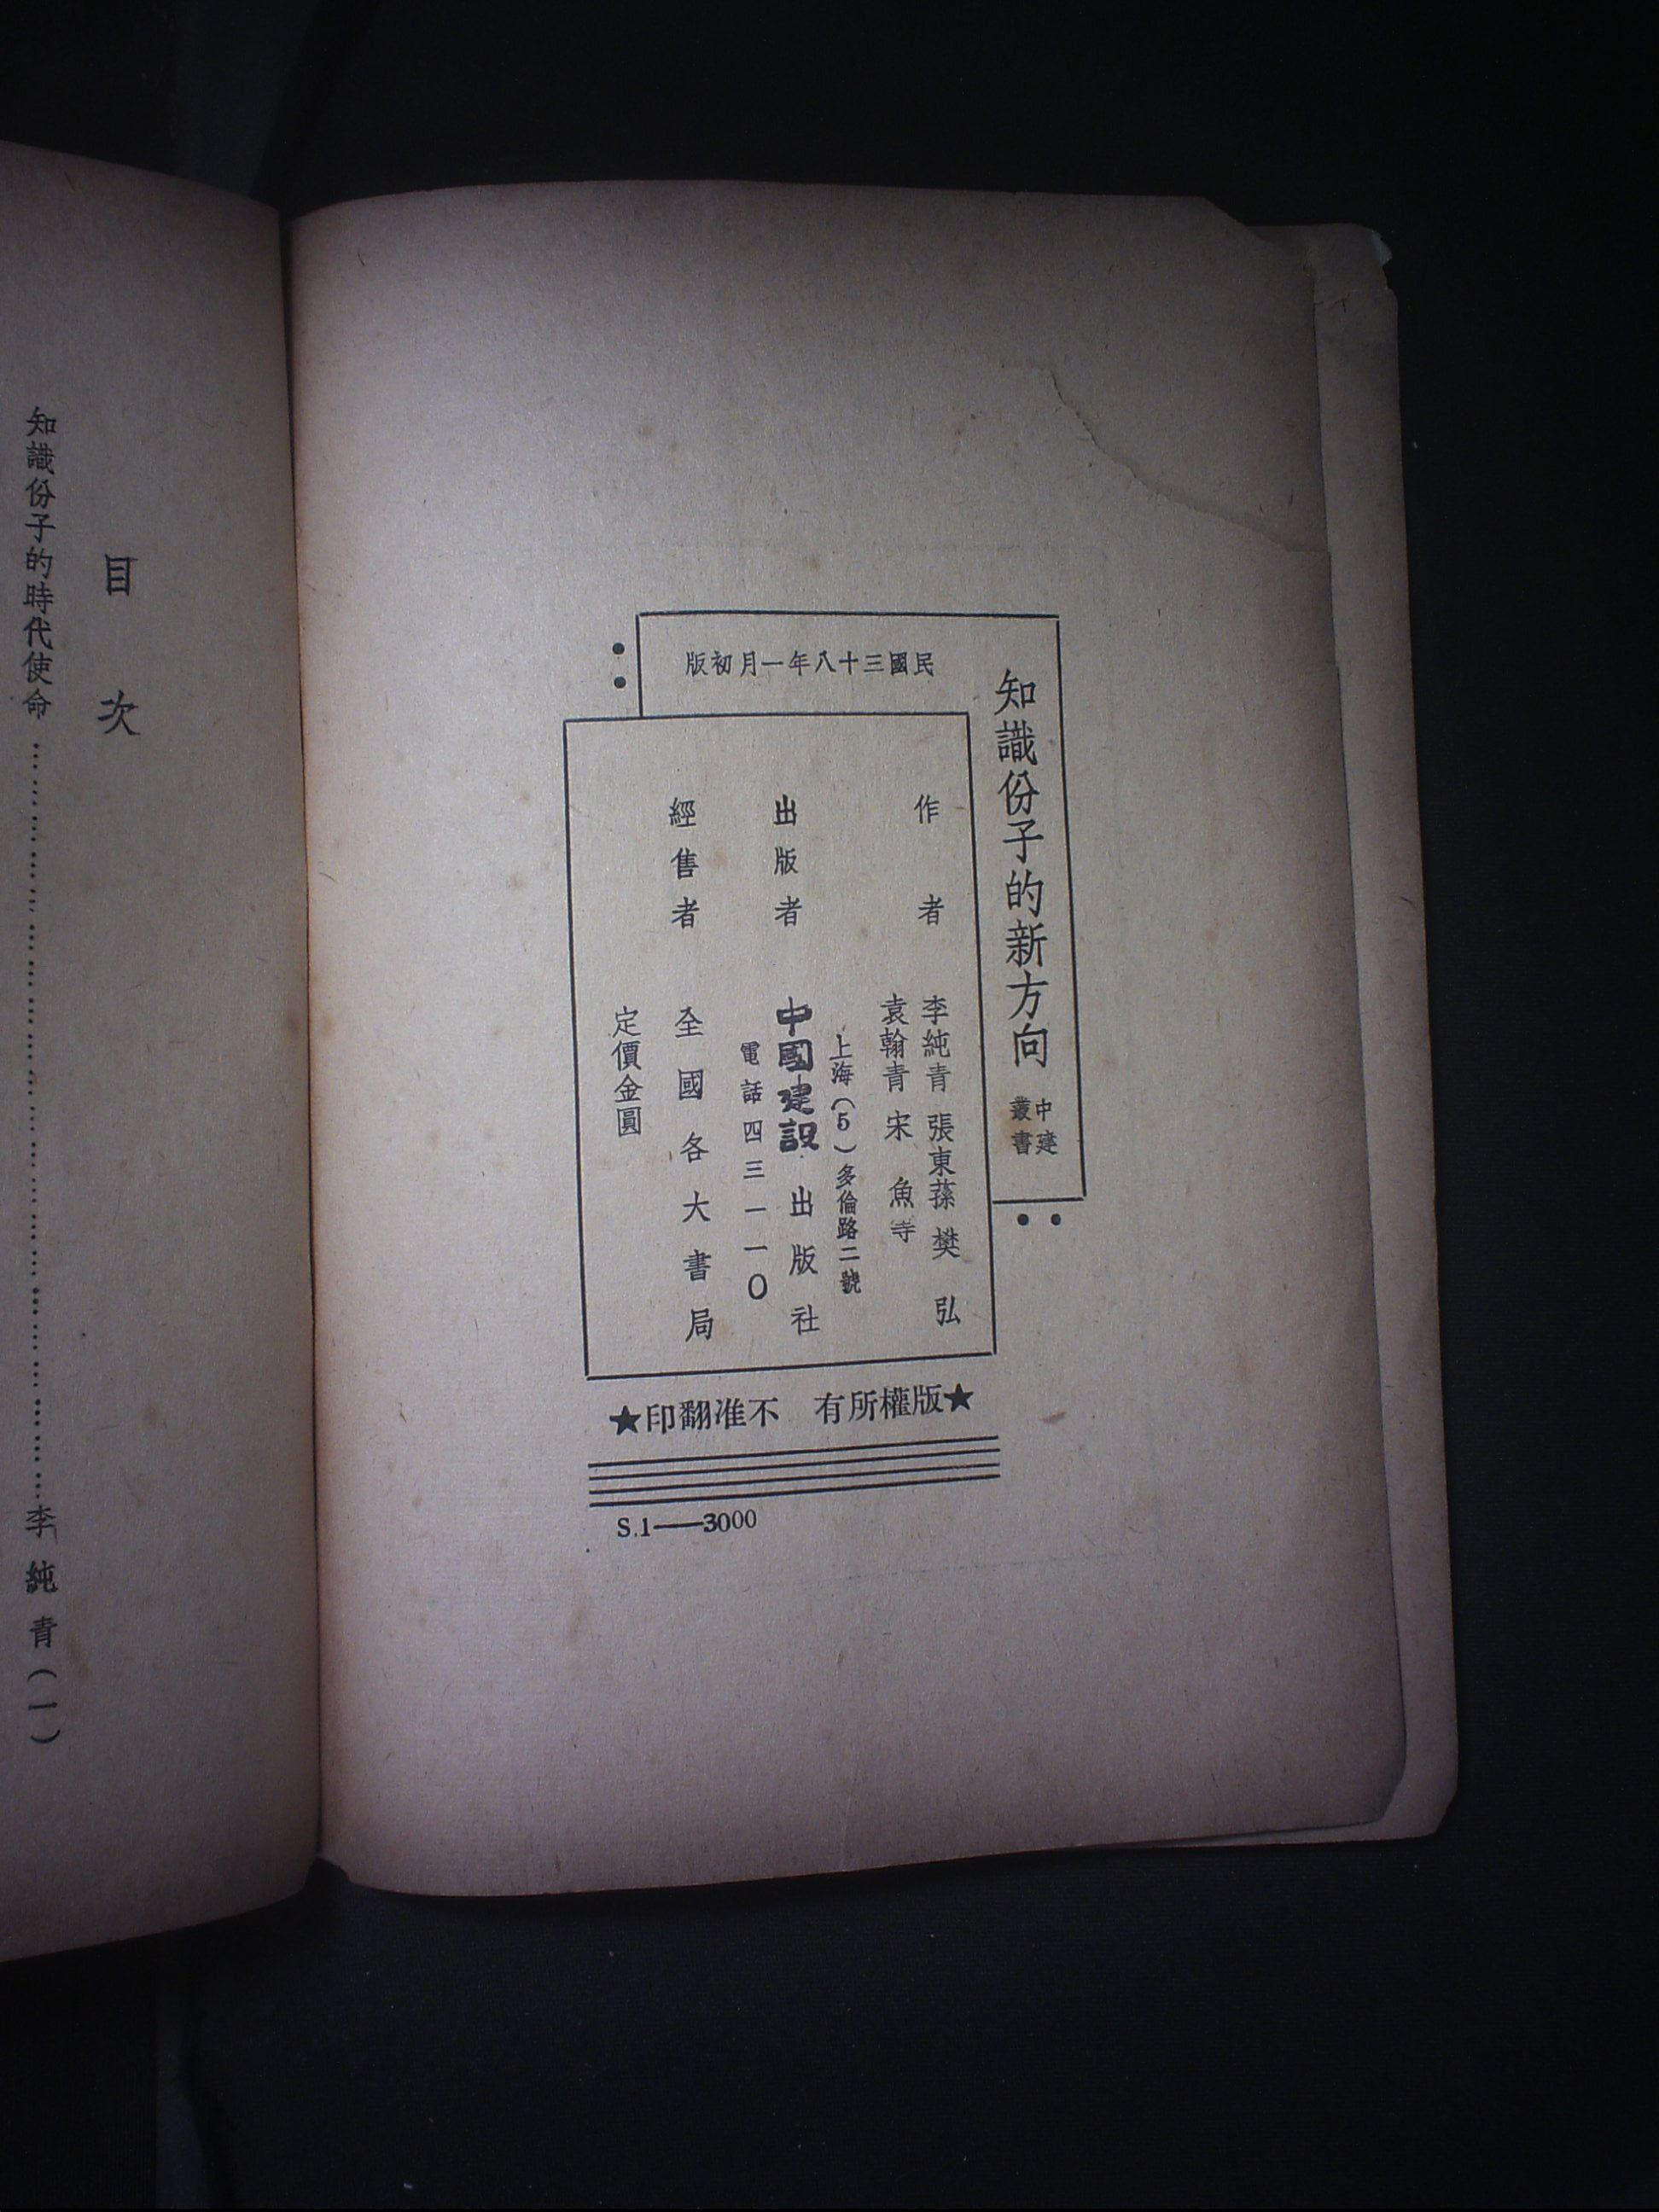 知識份子的新方向
中建
叢書
民國三十八年一月初版
作者
李純青 張東蓀 樊弘
袁翰青 宋魚等
出版者
上海(5)多倫路二號
中國建設出版社
電話四三一一〇
經售者 全國各大書局
定價金圓
★版權所有 不准翻印★
S.1——3000
目次
知識份子的時代使命……………………李純青(一)